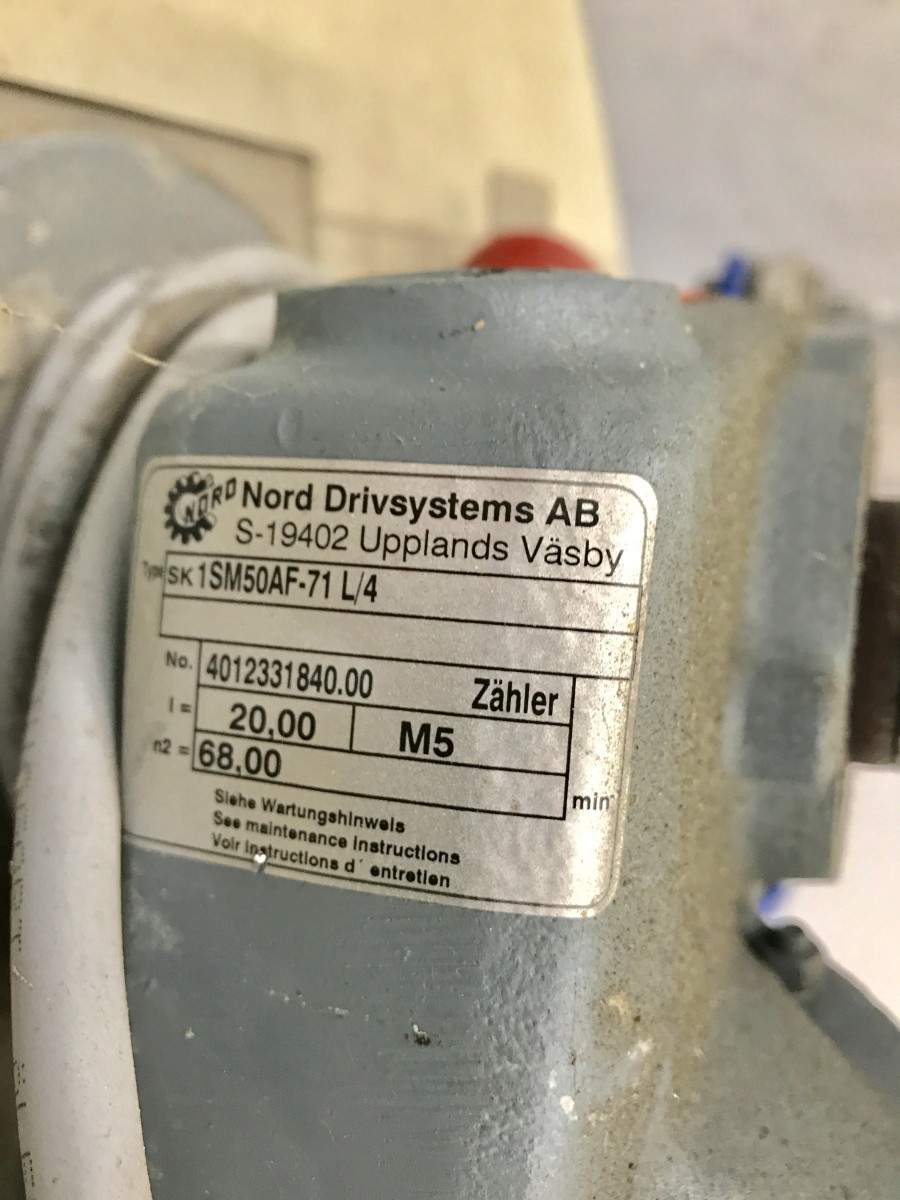 NORD Nord Drivsystems AB
S-19402 Upplands Väsby
Type SK 1SM50AF-71 L/4
No. 4012331840.00 Zähler
I = 20,00 M5
n2 = 68,00 min
Siehe Wartungshinweis
See maintenance instructions
Voir instructions d´ entretien